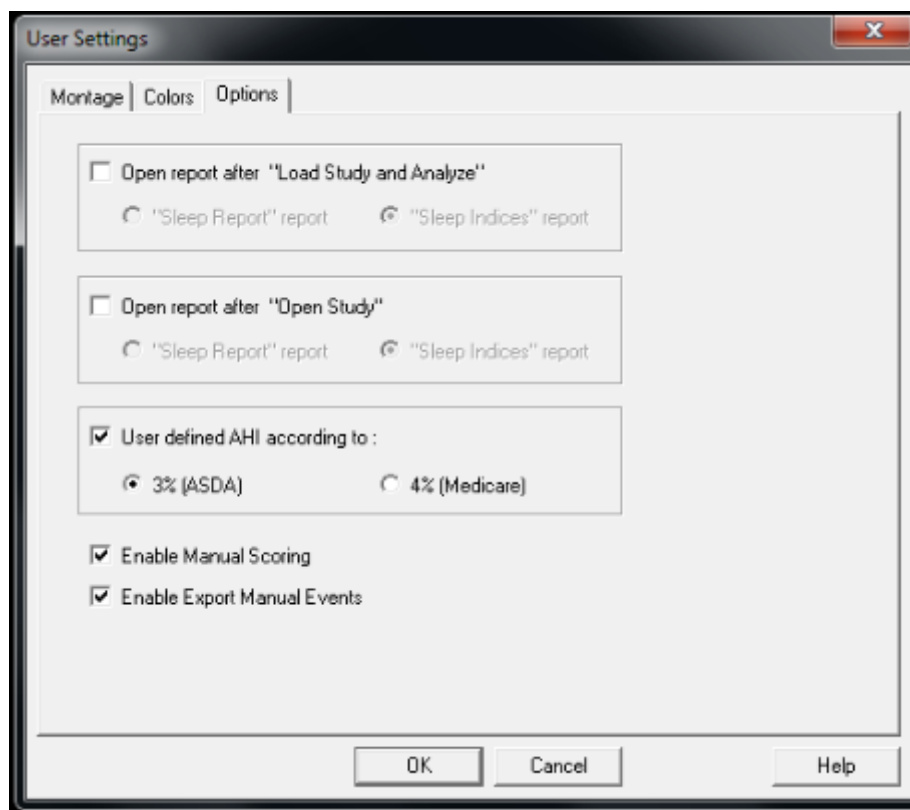 User Settings
Montage Colors Options
Open report after "Load Study and Analyze"
"Sleep Report" report "Sleep Indices" report
Open report after "Open Study"
"Sleep Report" report "Sleep Indices" report
User defined AHI according to :
3% (ASDA) 4% (Medicare)
Enable Manual Scoring
Enable Export Manual Events
OK Cancel Help